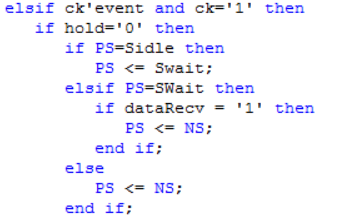 elsif ck'event and ck='1' then
if hold='0' then
if PS=Sidle then
PS <= Swait;
elsif PS=SWait then
if dataRecv = '1' then
PS <= NS;
end if;
else
PS <= NS;
end if;